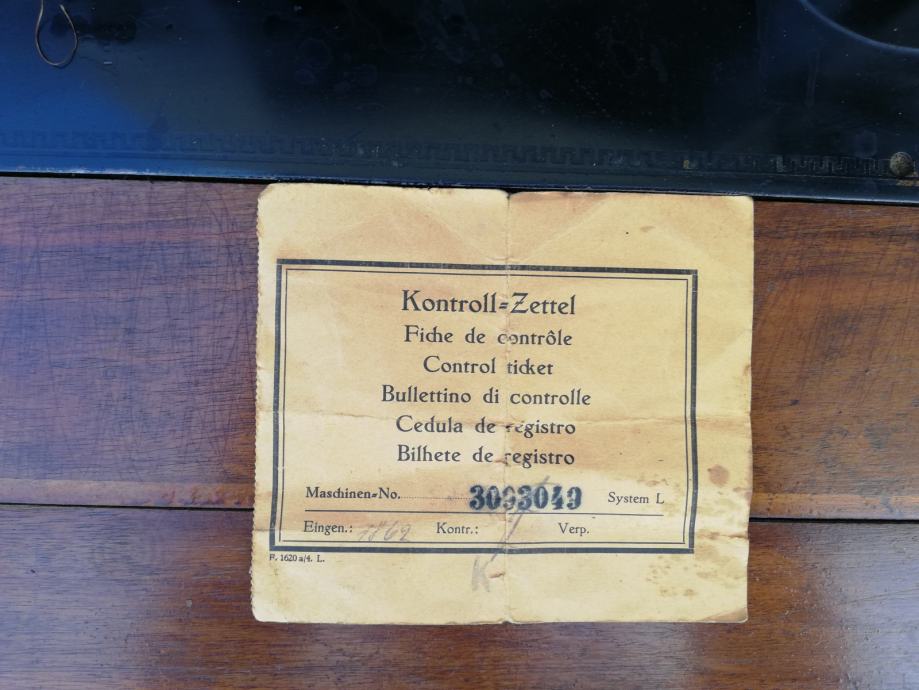 Kontroll-Zettel
Fiche de contrôle
Control ticket
Bullettino di controlle
Cedula de registro
Bilhete de registro
Maschinen-No. 3093049 System L
Eingen.: 1862 Kontr.: Verp.
K
F. 1620 a/4. L.